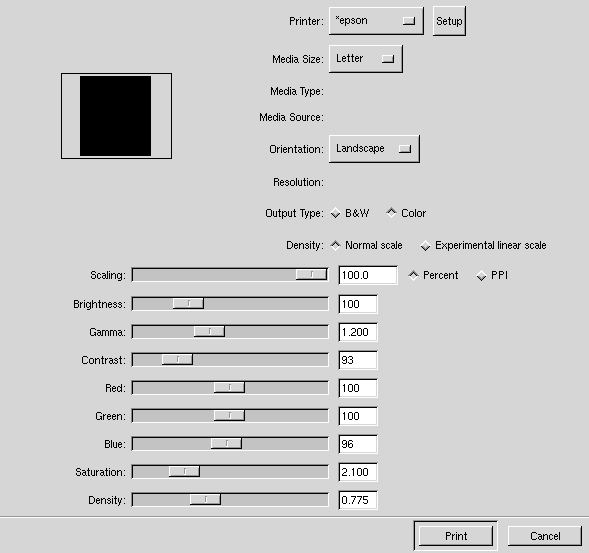 Printer: *epson Setup
Media Size: Letter
Media Type:
Media Source:
Orientation: Landscape
Resolution:
Output Type: B&W Color
Density: Normal scale Experimental linear scale
Scaling: 100.0 Percent PPI
Brightness: 100
Gamma: 1.200
Contrast: 93
Red: 100
Green: 100
Blue: 96
Saturation: 2.100
Density: 0.775
Print Cancel